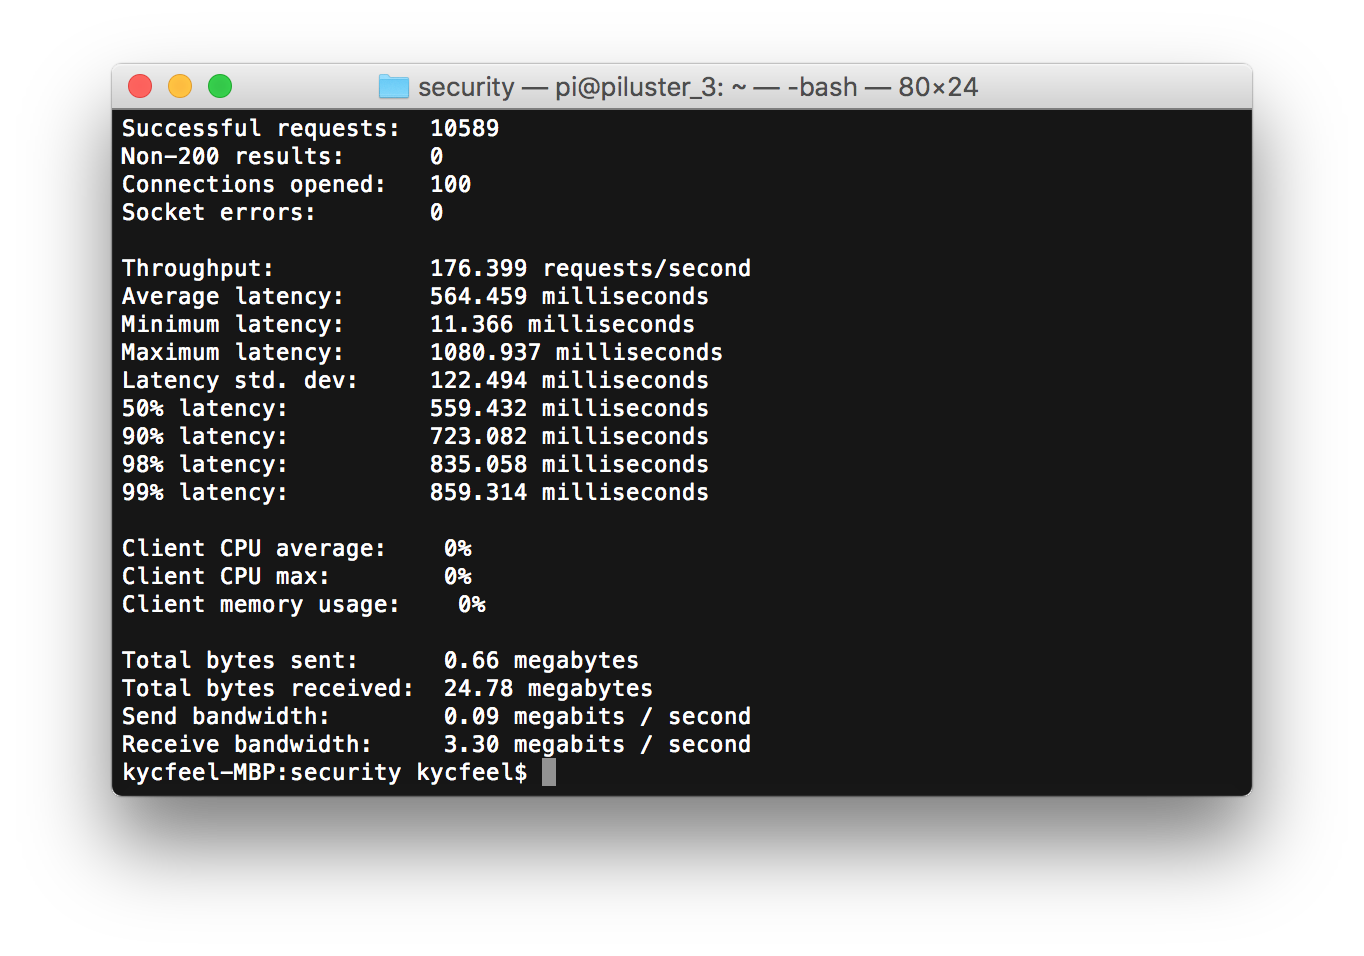 security — pi@piluster_3: ~ — -bash — 80×24
Successful requests: 10589
Non-200 results: 0
Connections opened: 100
Socket errors: 0
Throughput: 176.399 requests/second
Average latency: 564.459 milliseconds
Minimum latency: 11.366 milliseconds
Maximum latency: 1080.937 milliseconds
Latency std. dev: 122.494 milliseconds
50% latency: 559.432 milliseconds
90% latency: 723.082 milliseconds
98% latency: 835.058 milliseconds
99% latency: 859.314 milliseconds
Client CPU average: 0%
Client CPU max: 0%
Client memory usage: 0%
Total bytes sent: 0.66 megabytes
Total bytes received: 24.78 megabytes
Send bandwidth: 0.09 megabits / second
Receive bandwidth: 3.30 megabits / second
kycfeel-MBP:security kycfeel$